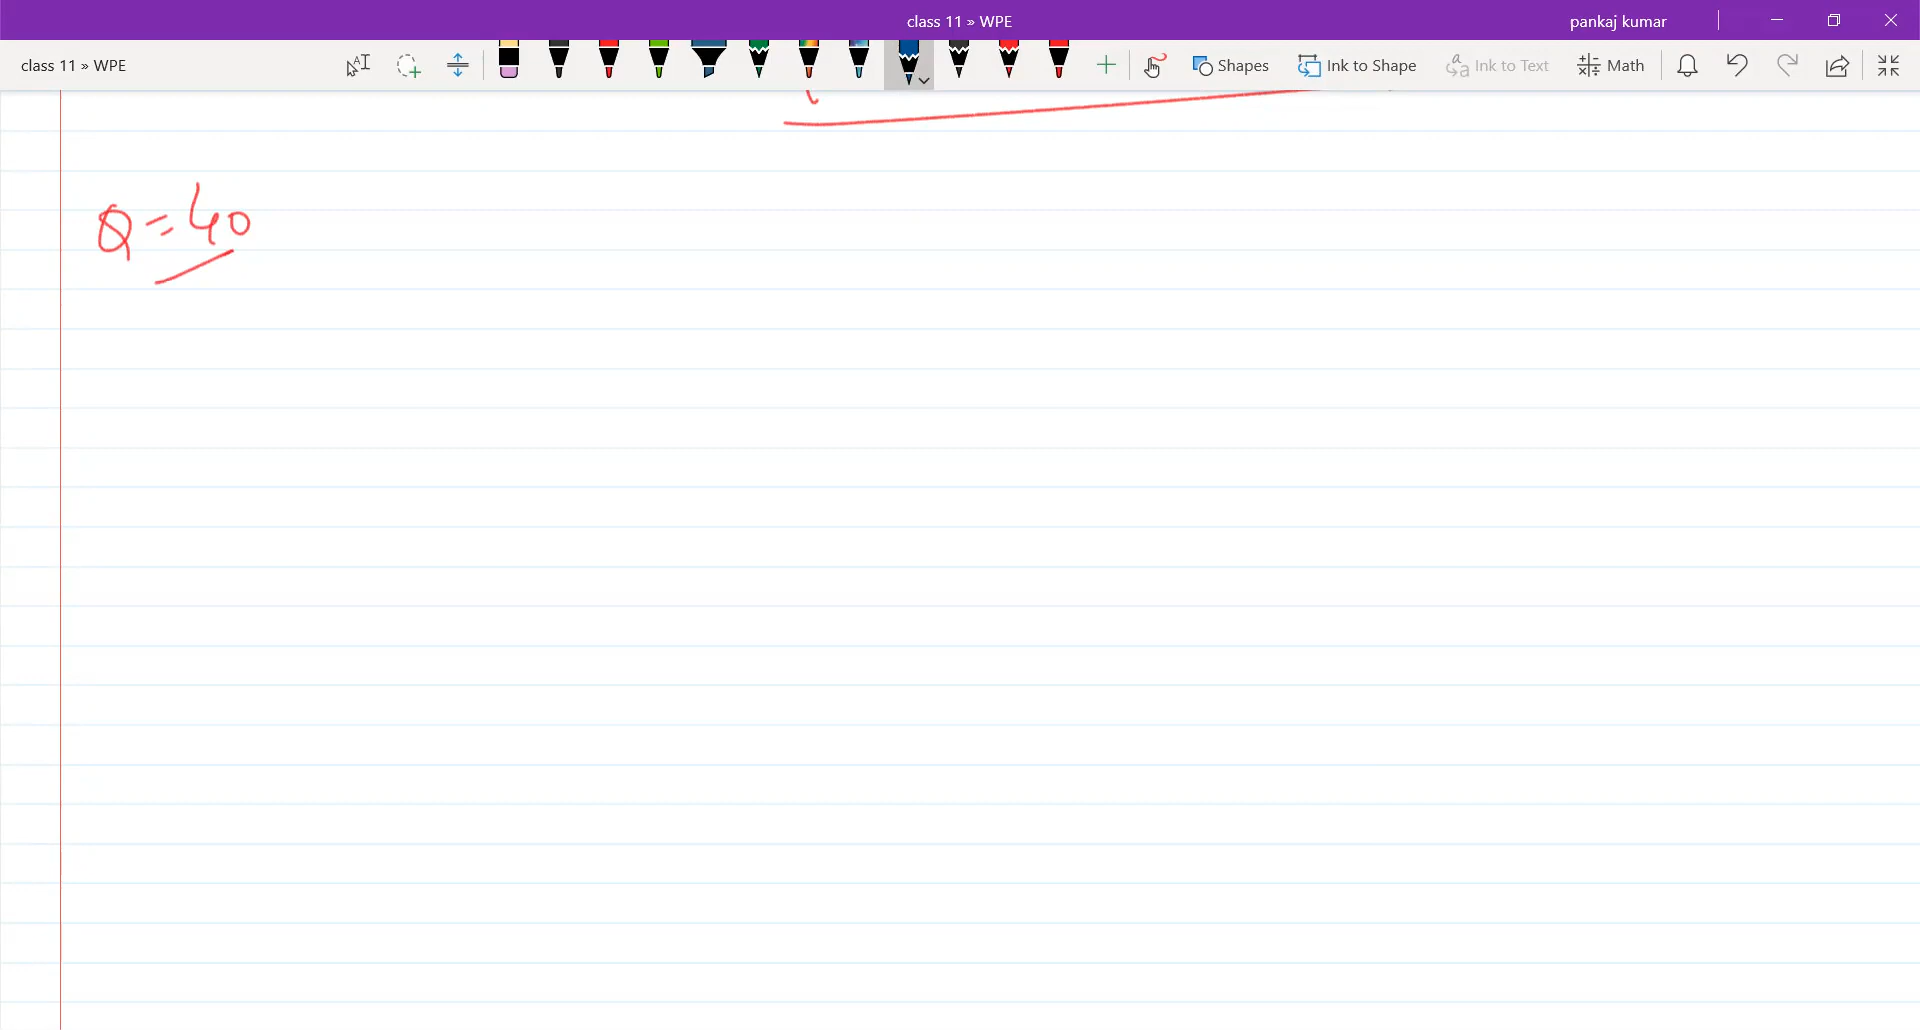 class 11 » WPE
pankaj kumar
class 11 » WPE
Shapes
Ink to Shape
Ink to Text
Math
Q = 40